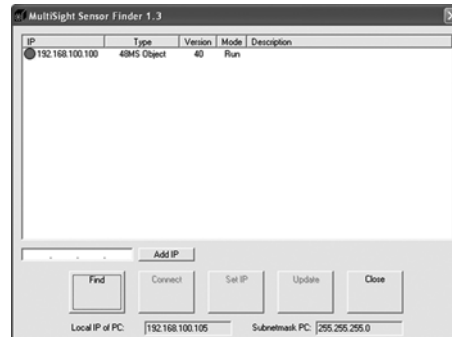 MultiSight Sensor Finder 1.3
IP Type Version Mode Description
192.168.100.100 48MS Object 40 Run
. . . Add IP
Find Connect Set IP Update Close
Local IP of PC: 192.168.100.105 Subnetmask PC: 255.255.255.0